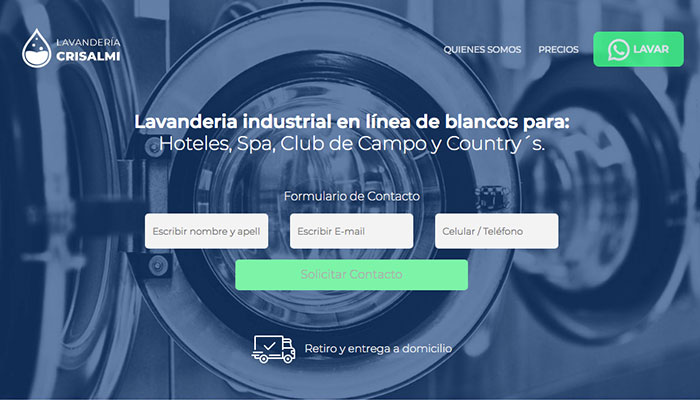 LAVANDERÍA
CRISALMI
QUIENES SOMOS
PRECIOS
LAVAR
Lavanderia industrial en línea de blancos para:
Hoteles, Spa, Club de Campo y Country´s.
Formulario de Contacto
Escribir nombre y apell
Escribir E-mail
Celular / Teléfono
Solicitar Contacto
Retiro y entrega a domicilio